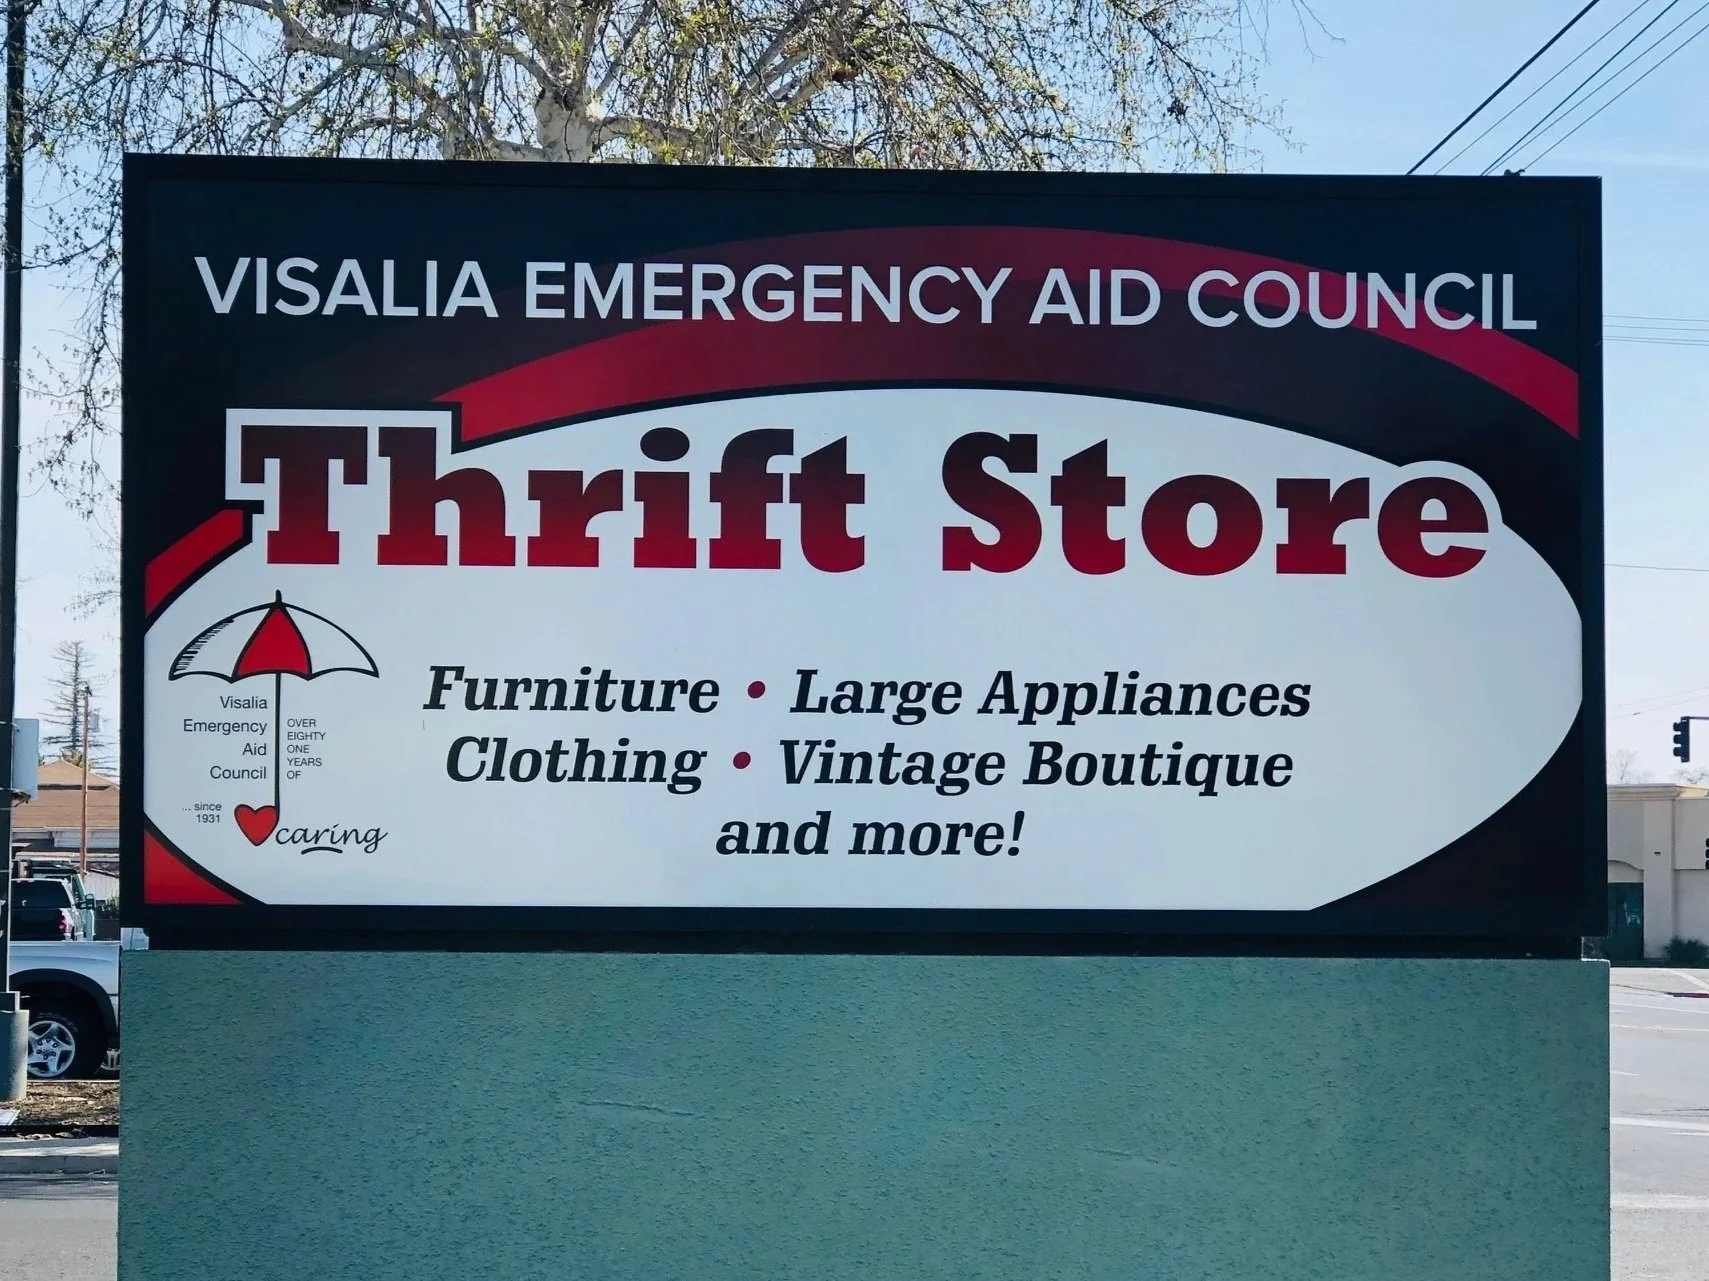 VISALIA EMERGENCY AID COUNCIL
Thrift Store
Furniture • Large Appliances
Clothing • Vintage Boutique
and more!
Visalia
Emergency
Aid
Council
... since
1931
OVER
EIGHTY
ONE
YEARS
OF
caring